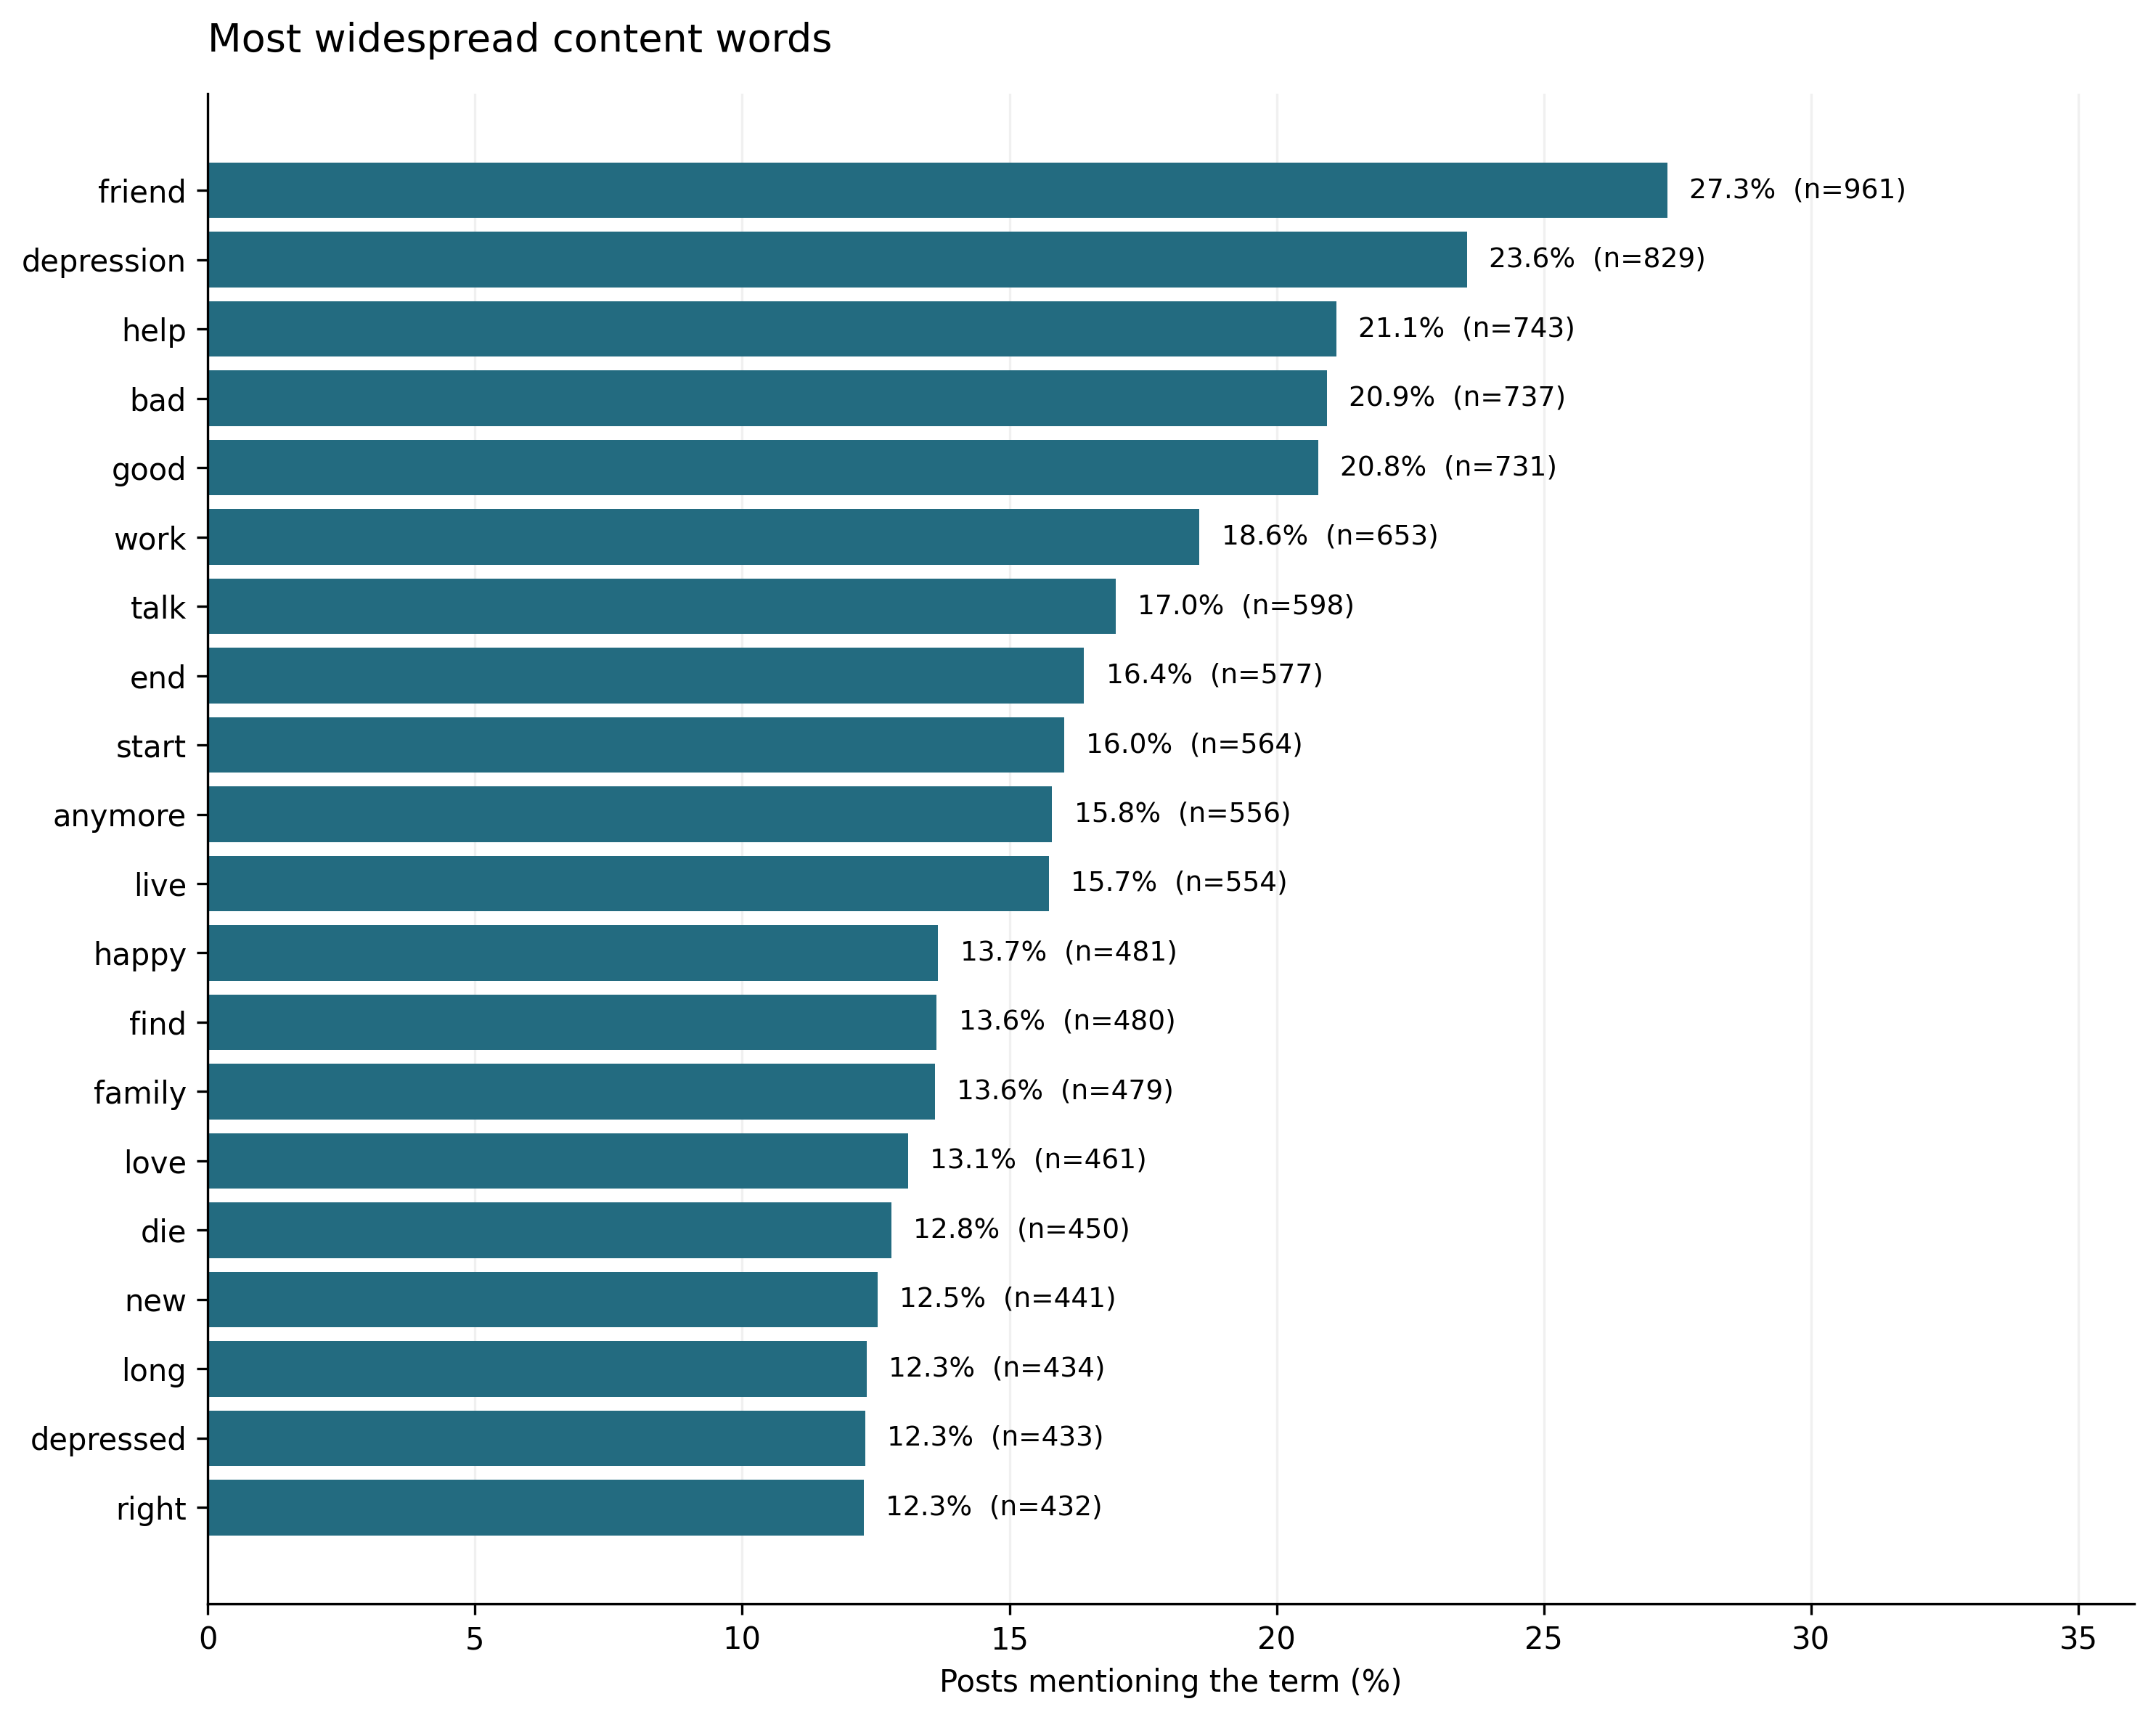 Most widespread content words
friend 27.3% (n=961)
depression 23.6% (n=829)
help 21.1% (n=743)
bad 20.9% (n=737)
good 20.8% (n=731)
work 18.6% (n=653)
talk 17.0% (n=598)
end 16.4% (n=577)
start 16.0% (n=564)
anymore 15.8% (n=556)
live 15.7% (n=554)
happy 13.7% (n=481)
find 13.6% (n=480)
family 13.6% (n=479)
love 13.1% (n=461)
die 12.8% (n=450)
new 12.5% (n=441)
long 12.3% (n=434)
depressed 12.3% (n=433)
right 12.3% (n=432)
0 5 10 15 20 25 30 35
Posts mentioning the term (%)